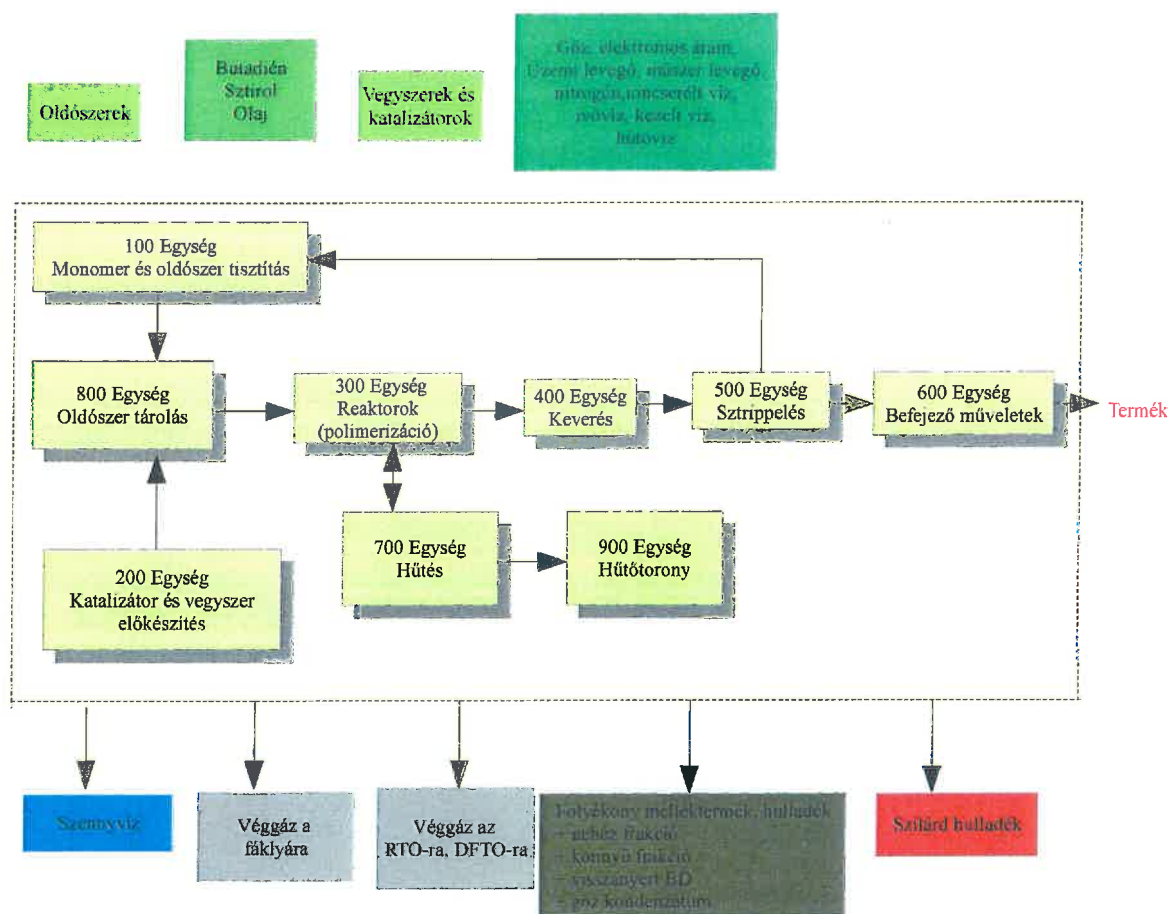 Oldószerek
Butadién
Sztirol
Olaj
Vegyszerek és
katalizátorok
Gőz, elektromos áram,
Üzemi levegő, műszer levegő,
nitrogén,ioncserélt víz,
ivóvíz, kezelt víz,
hűtővíz
100 Egység
Monomer és oldószer tisztítás
800 Egység
Oldószer tárolás
300 Egység
Reaktorok
(polimerizáció)
400 Egység
Keverés
500 Egység
Sztrippelés
600 Egység
Befejező műveletek
Termék
700 Egység
Hűtés
900 Egység
Hűtőtorony
200 Egység
Katalizátor és vegyszer
előkészítés
Szennyvíz
Véggáz a
fáklyára
Véggáz az
RTO-ra, DFTO-ra
Folyékony melléktermék, hulladék
- nehéz frakció
- könnyű frakció
- visszanyert BD
- gőz kondenzátum
Szilárd hulladék